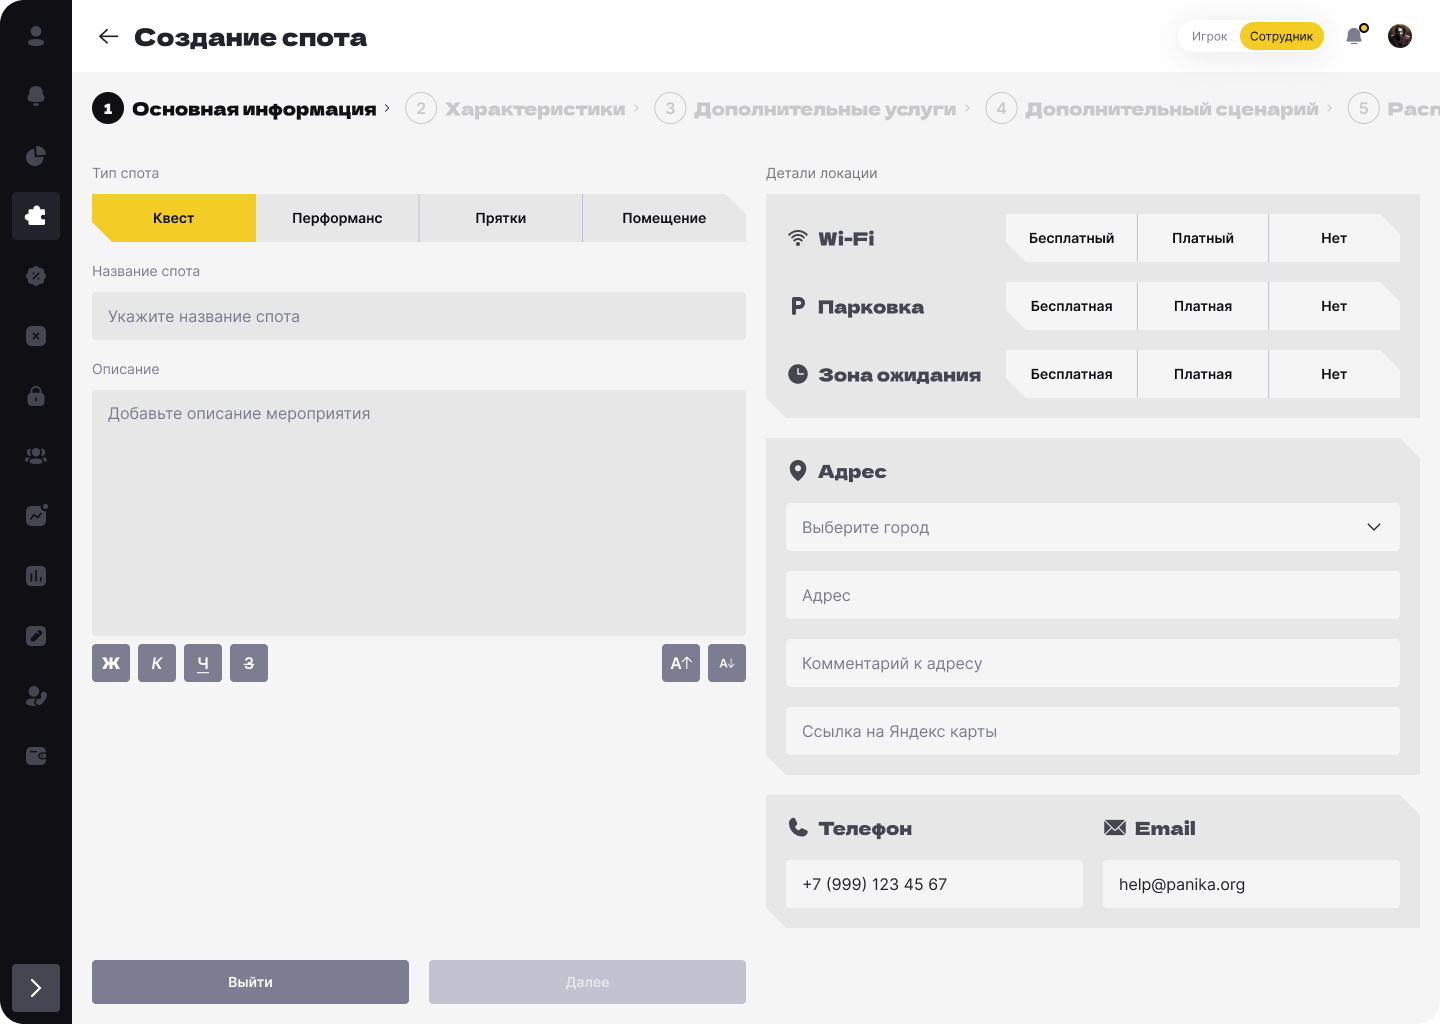 Создание спота
Игрок
Сотрудник
1 Основная информация
2 Характеристики
3 Дополнительные услуги
4 Дополнительный сценарий
5 Расп
Тип спота
Квест
Перформанс
Прятки
Помещение
Название спота
Укажите название спота
Описание
Добавьте описание мероприятия
Ж К Ч З
A↑ A↓
Выйти
Далее
Детали локации
Wi-Fi
Бесплатный
Платный
Нет
Парковка
Бесплатная
Платная
Нет
Зона ожидания
Бесплатная
Платная
Нет
Адрес
Выберите город
Адрес
Комментарий к адресу
Ссылка на Яндекс карты
Телефон
+7 (999) 123 45 67
Email
help@panika.org